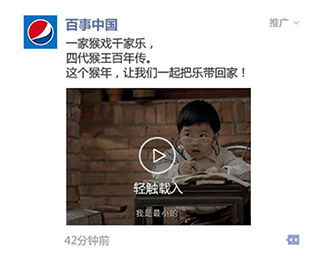 百事中国
推广
一家猴戏千家乐，
四代猴王百年传。
这个猴年，让我们一起把乐带回家！
轻触载入
我是最小的
42分钟前